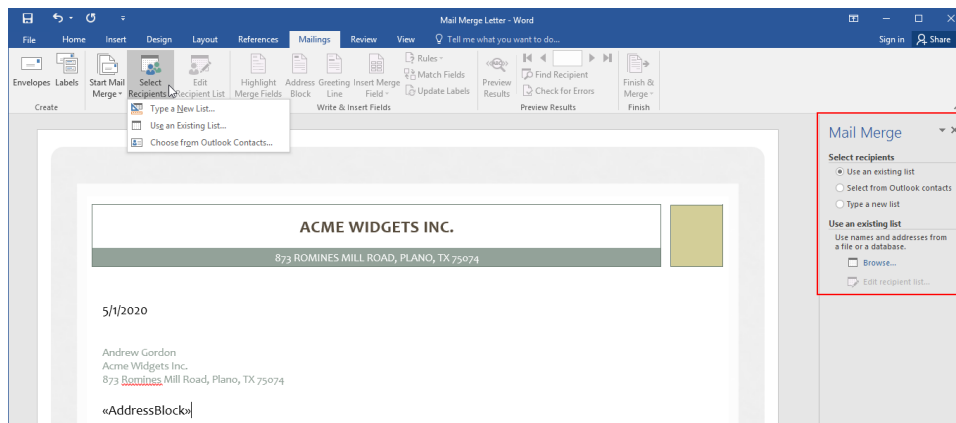 Mail Merge Letter - Word
File Home Insert Design Layout References Mailings Review View Tell me what you want to do... Sign in Share
Envelopes Labels
Create
Start Mail Merge
Select Recipients
Edit Recipient List
Highlight Merge Fields
Address Block
Greeting Line
Insert Merge Field
Rules
Match Fields
Update Labels
Write & Insert Fields
Preview Results
Find Recipient
Check for Errors
Preview Results
Finish & Merge
Finish
Type a New List...
Use an Existing List...
Choose from Outlook Contacts...
ACME WIDGETS INC.
873 ROMINES MILL ROAD, PLANO, TX 75074
5/1/2020
Andrew Gordon
Acme Widgets Inc.
873 Romines Mill Road, Plano, TX 75074
«AddressBlock»
Mail Merge
Select recipients
Use an existing list
Select from Outlook contacts
Type a new list
Use an existing list
Use names and addresses from
a file or a database.
Browse...
Edit recipient list...